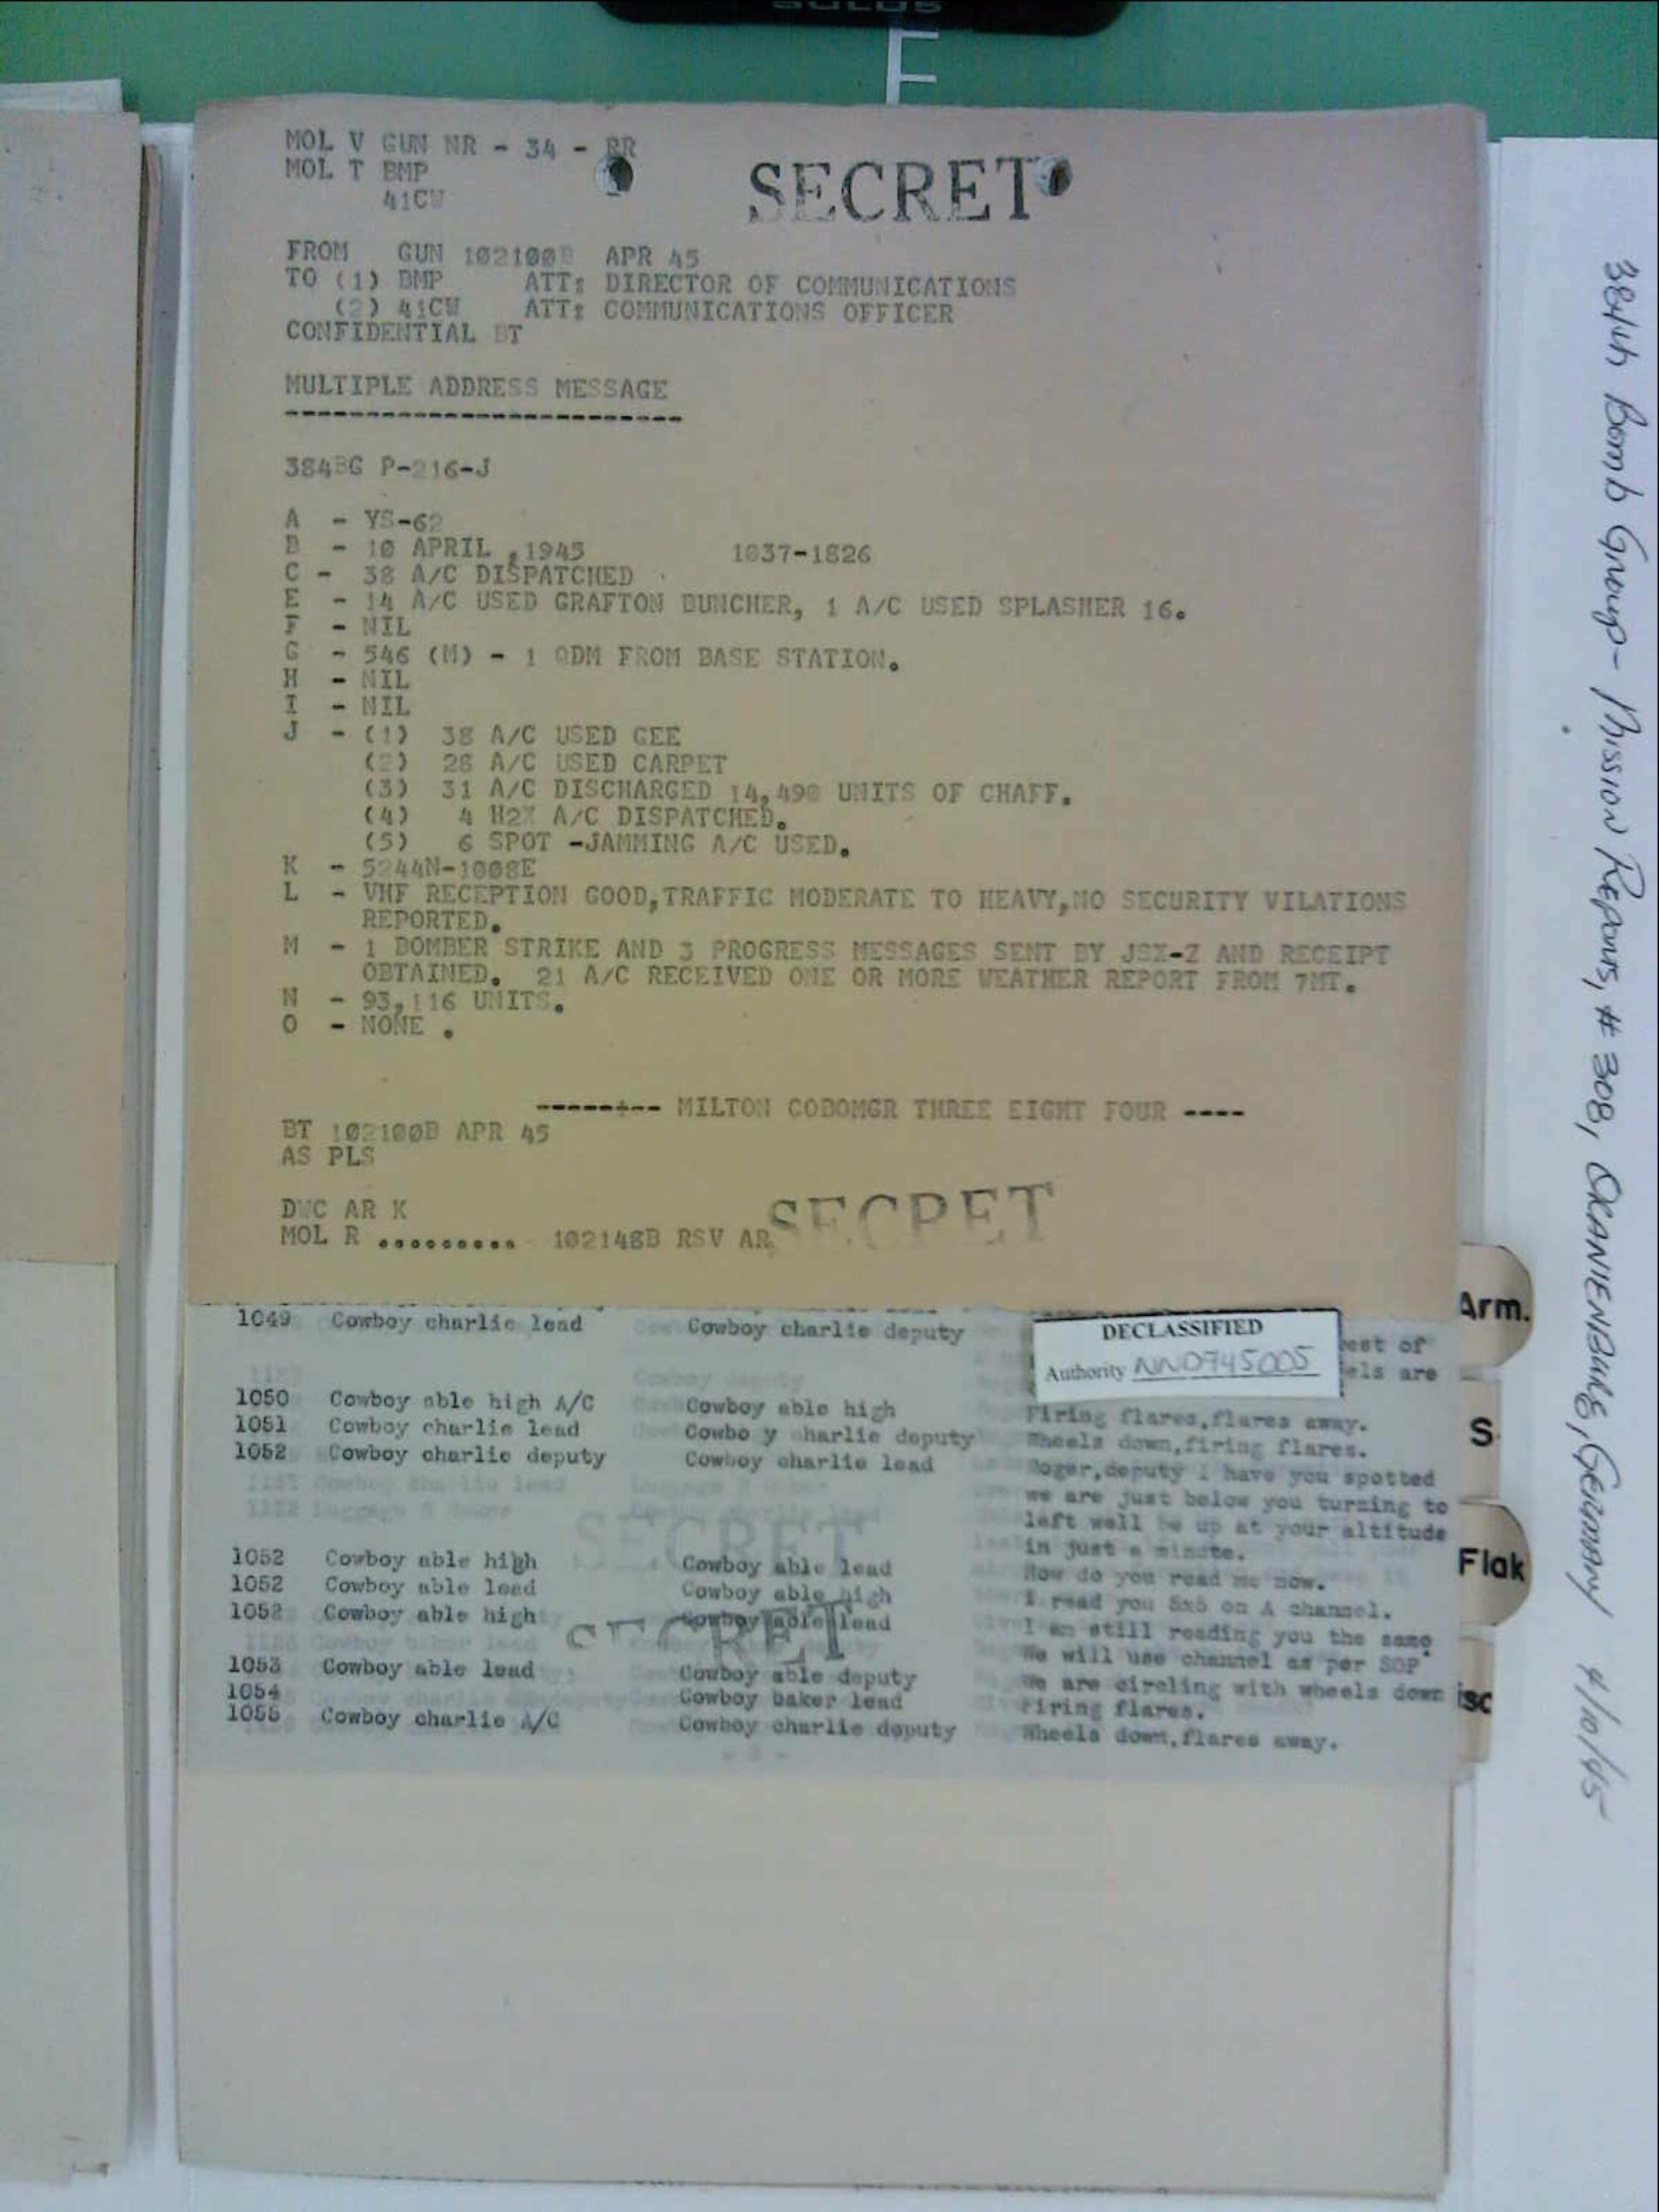 MOL V GUN NR - 34 - RR
MOL T BMP
41CW
SECRET
FROM GUN 102100B APR 45
TO (1) BMP ATT: DIRECTOR OF COMMUNICATIONS
(2) 41CW ATT: COMMUNICATIONS OFFICER
CONFIDENTIAL BT
MULTIPLE ADDRESS MESSAGE
-------------------------
384BG P-216-J
A - YS-62
B - 10 APRIL ,1945 1037-1826
C - 38 A/C DISPATCHED
E - 14 A/C USED GRAFTON BUNCHER, 1 A/C USED SPLASHER 16.
F - NIL
G - 546 (M) - 1 QDM FROM BASE STATION.
H - NIL
I - NIL
J - (1) 38 A/C USED GEE
(2) 28 A/C USED CARPET
(3) 31 A/C DISCHARGED 14,490 UNITS OF CHAFF.
(4) 4 H2X A/C DISPATCHED.
(5) 6 SPOT -JAMMING A/C USED.
K - 5244N-1008E
L - VHF RECEPTION GOOD,TRAFFIC MODERATE TO HEAVY,NO SECURITY VILATIONS
REPORTED.
M - 1 BOMBER STRIKE AND 3 PROGRESS MESSAGES SENT BY JSX-Z AND RECEIPT
OBTAINED. 21 A/C RECEIVED ONE OR MORE WEATHER REPORT FROM 7MT.
N - 93,116 UNITS.
O - NONE .
-------- MILTON COBOMGR THREE EIGHT FOUR ----
BT 102100B APR 45
AS PLS
DWC AR K
MOL R ......... 102148B RSV AR
SECRET
1049 Cowboy charlie lead Cowboy charlie deputy est of
els are
DECLASSIFIED
Authority NND745005
1050 Cowboy able high A/C Cowboy able high Firing flares,flares away.
1051 Cowboy charlie lead Cowbo y charlie deputy Wheels down,firing flares.
1052 Cowboy charlie deputy Cowboy charlie lead Roger,deputy I have you spotted
we are just below you turning to
left well be up at your altitude
in just a minute.
1052 Cowboy able high Cowboy able lead How do you read me now.
1052 Cowboy able lead Cowboy able high I read you 5x5 on A channel.
1052 Cowboy able high Cowboy able lead I am still reading you the same
We will use channel as per SOP
SECRET
SECRET
1053 Cowboy able lead Cowboy able deputy We are circling with wheels down
1054 Cowboy baker lead Firing flares.
1055 Cowboy charlie A/C Cowboy charlie deputy Wheels down,flares away.
Arm.
S
Flak
isc
384th Bomb Group- Mission Reports, # 308, ORANIENBURG, Germany 4/10/45